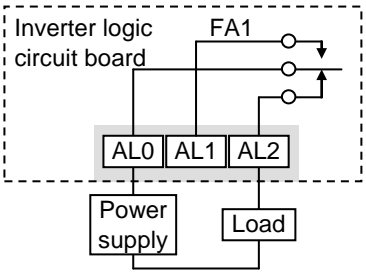 Inverter logic FA1
circuit board
AL0 AL1 AL2
Power
supply
Load